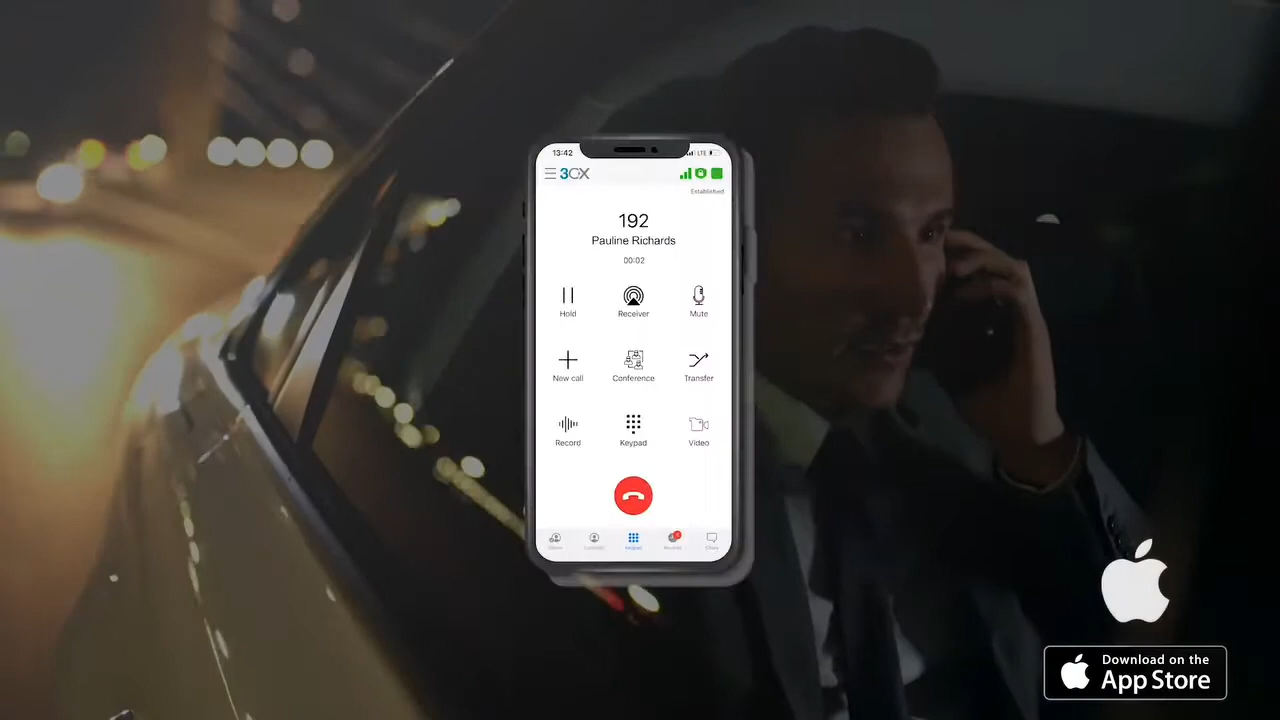 13:42
LTE
3CX
Established
192
Pauline Richards
00:02
Hold
Receiver
Mute
New call
Conference
Transfer
Record
Keypad
Video
Keypad
Download on the
App Store